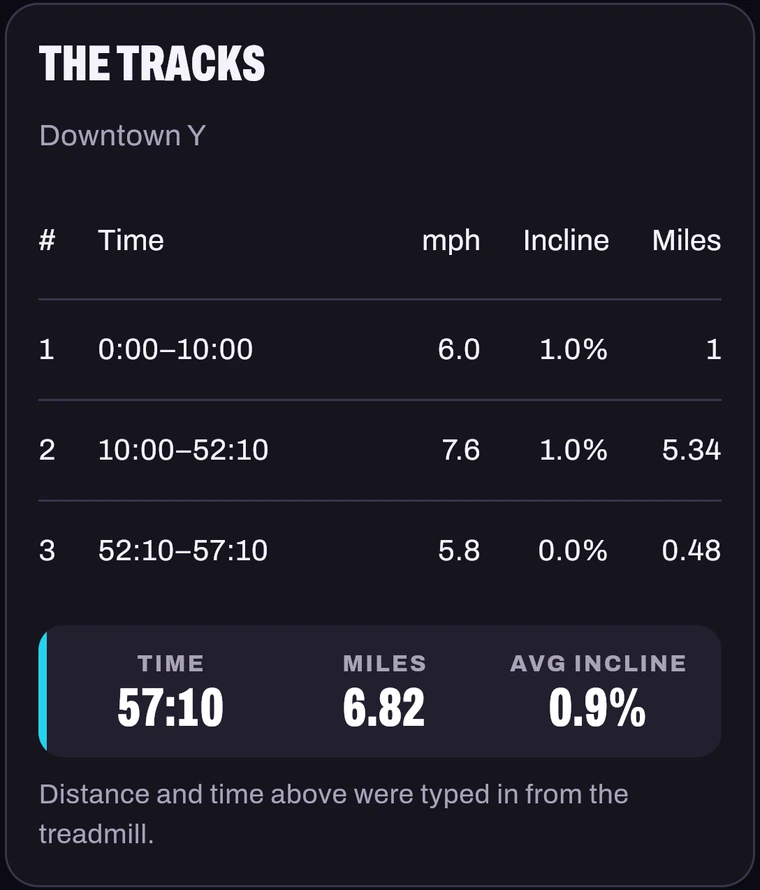 THE TRACKS
Downtown Y
# Time mph Incline Miles
1 0:00–10:00 6.0 1.0% 1
2 10:00–52:10 7.6 1.0% 5.34
3 52:10–57:10 5.8 0.0% 0.48
TIME MILES AVG INCLINE
57:10 6.82 0.9%
Distance and time above were typed in from the
treadmill.